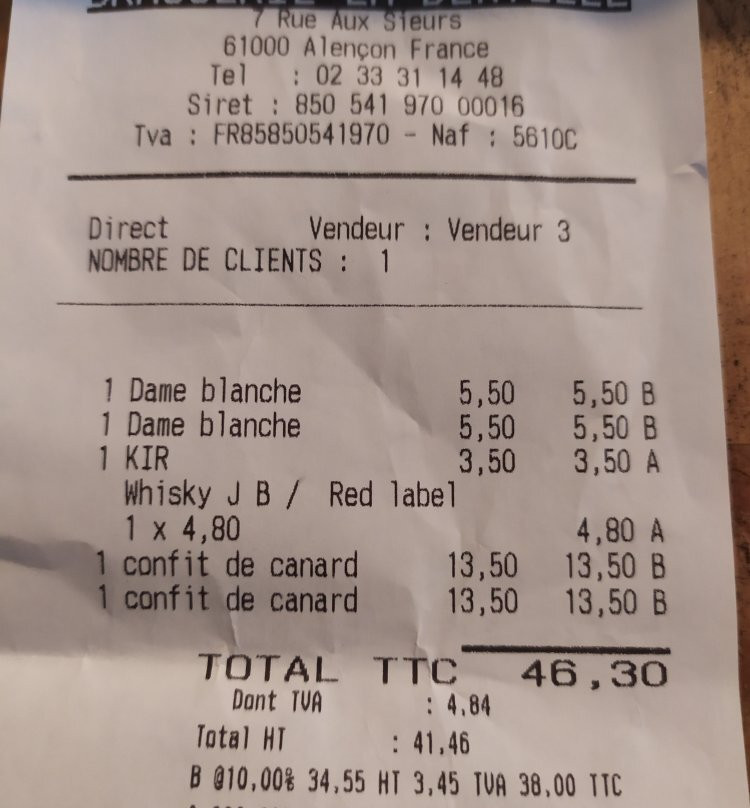 7 Rue Aux Sieurs
61000 Alençon France
Tel : 02 33 31 14 48
Siret : 850 541 970 00016
Tva : FR85850541970 - Naf : 5610C
Direct Vendeur : Vendeur 3
NOMBRE DE CLIENTS : 1
1 Dame blanche 5,50 5,50 B
1 Dame blanche 5,50 5,50 B
1 KIR 3,50 3,50 A
Whisky J B / Red label
1 x 4,80 4,80 A
1 confit de canard 13,50 13,50 B
1 confit de canard 13,50 13,50 B
TOTAL TTC 46,30
Dont TVA : 4,84
Total HT : 41,46
B @10,00% 34,55 HT 3,45 TVA 38,00 TTC